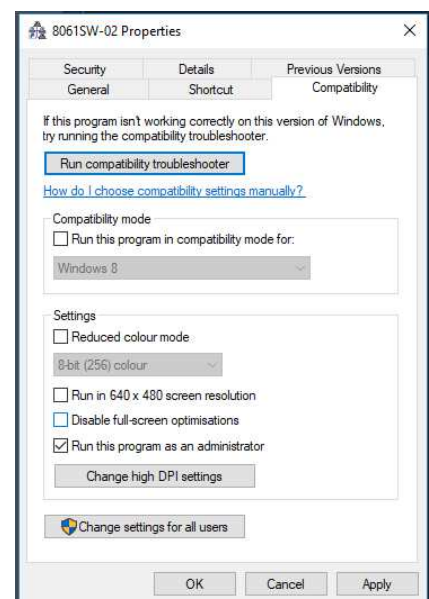 8061SW-02 Properties
Security Details Previous Versions
General Shortcut Compatibility
If this program isn't working correctly on this version of Windows,
try running the compatibility troubleshooter.
Run compatibility troubleshooter
How do I choose compatibility settings manually?
Compatibility mode
Run this program in compatibility mode for:
Windows 8
Settings
Reduced colour mode
8-bit (256) colour
Run in 640 x 480 screen resolution
Disable full-screen optimisations
Run this program as an administrator
Change high DPI settings
Change settings for all users
OK Cancel Apply